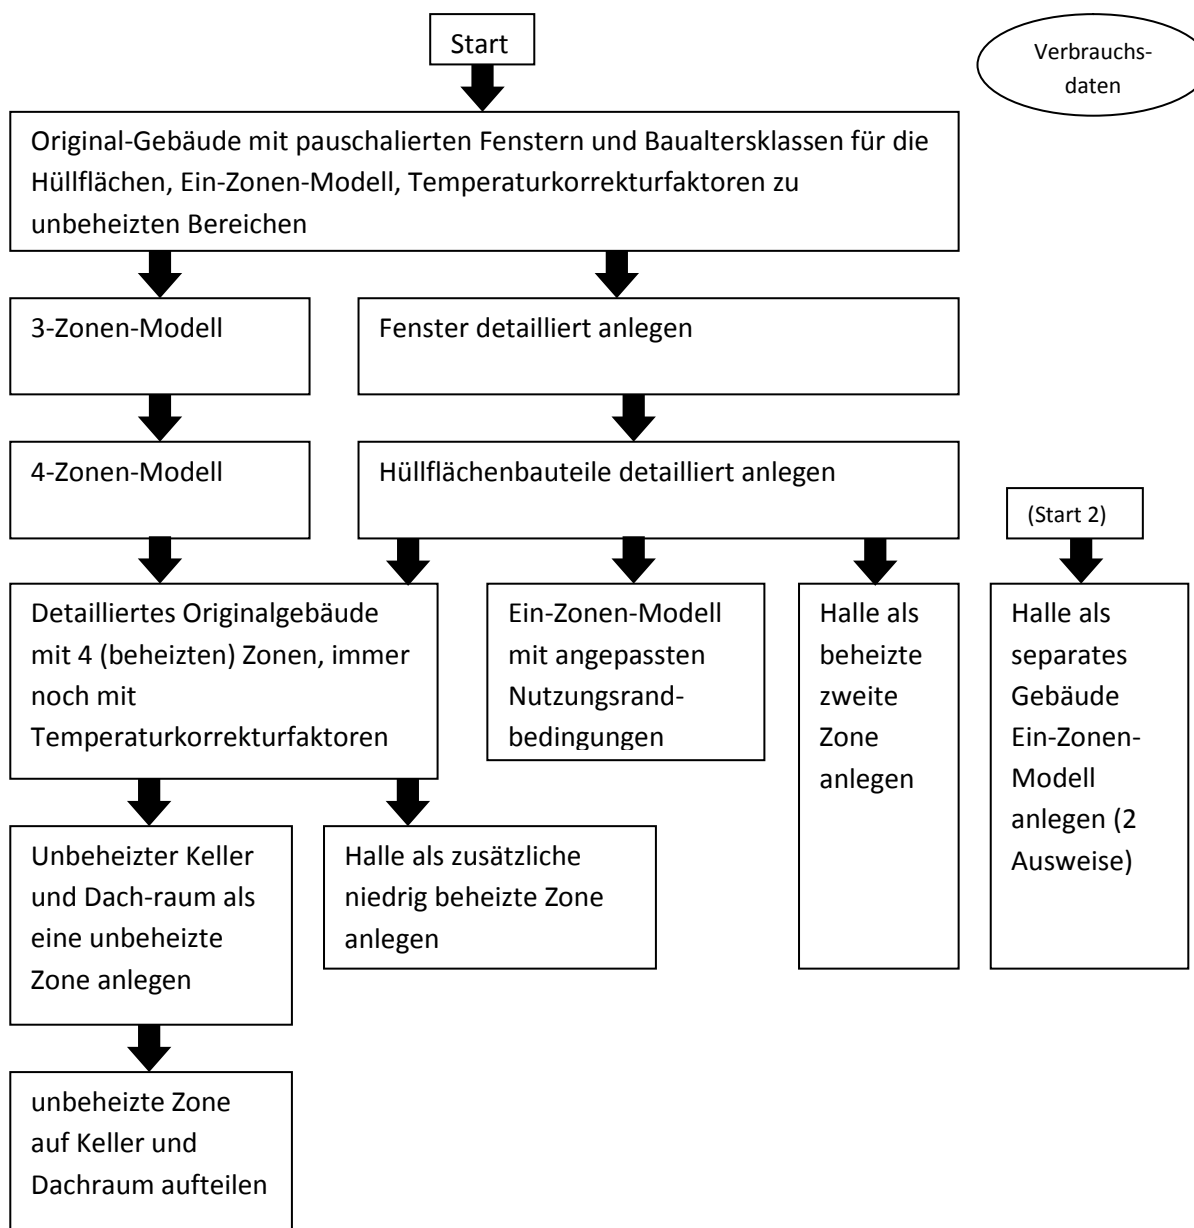 Start
Verbrauchs-
daten
Original-Gebäude mit pauschalierten Fenstern und Baualtersklassen für die
Hüllflächen, Ein-Zonen-Modell, Temperaturkorrekturfaktoren zu
unbeheizten Bereichen
3-Zonen-Modell
Fenster detailliert anlegen
4-Zonen-Modell
Hüllflächenbauteile detailliert anlegen
(Start 2)
Detailliertes Originalgebäude
mit 4 (beheizten) Zonen, immer
noch mit
Temperaturkorrekturfaktoren
Ein-Zonen-Modell
mit angepassten
Nutzungsrand-
bedingungen
Halle als
beheizte
zweite
Zone
anlegen
Halle als
separates
Gebäude
Ein-Zonen-
Modell
anlegen (2
Ausweise)
Unbeheizter Keller
und Dach-raum als
eine unbeheizte
Zone anlegen
Halle als zusätzliche
niedrig beheizte Zone
anlegen
unbeheizte Zone
auf Keller und
Dachraum aufteilen